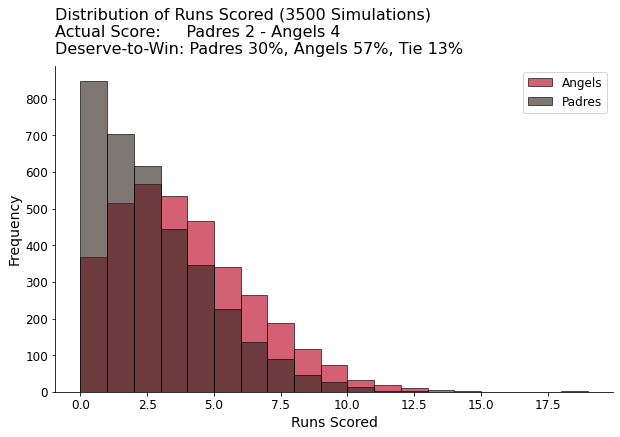 Distribution of Runs Scored (3500 Simulations)
Actual Score:     Padres 2 - Angels 4
Deserve-to-Win: Padres 30%, Angels 57%, Tie 13%
Angels
Padres
800
700
600
500
400
300
200
100
0
Frequency
0.0 2.5 5.0 7.5 10.0 12.5 15.0 17.5
Runs Scored